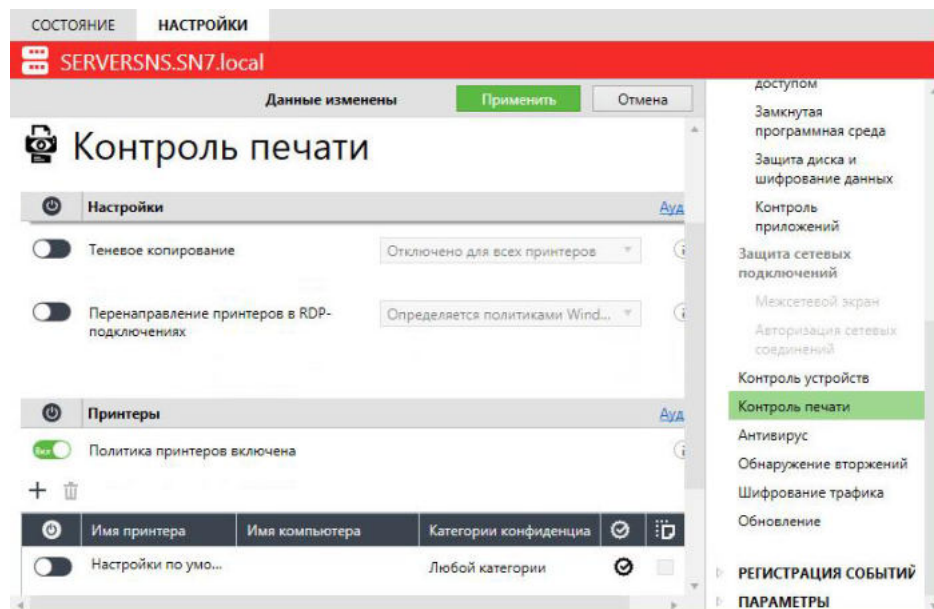 СОСТОЯНИЕ НАСТРОЙКИ
SERVERSNS.SN7.local
Данные изменены Применить Отмена
Контроль печати
Настройки Ауд
Теневое копирование Отключено для всех принтеров
Перенаправление принтеров в RDP-
подключениях
Определяется политиками Wind...
Принтеры Ауд
Вкл Политика принтеров включена
Имя принтера Имя компьютера Категории конфиденциа
Настройки по умо... Любой категории
доступом
Замкнутая
программная среда
Защита диска и
шифрование данных
Контроль
приложений
Защита сетевых
подключений
Межсетевой экран
Авторизация сетевых
соединений
Контроль устройств
Контроль печати
Антивирус
Обнаружение вторжений
Шифрование трафика
Обновление
РЕГИСТРАЦИЯ СОБЫТИЙ
ПАРАМЕТРЫ